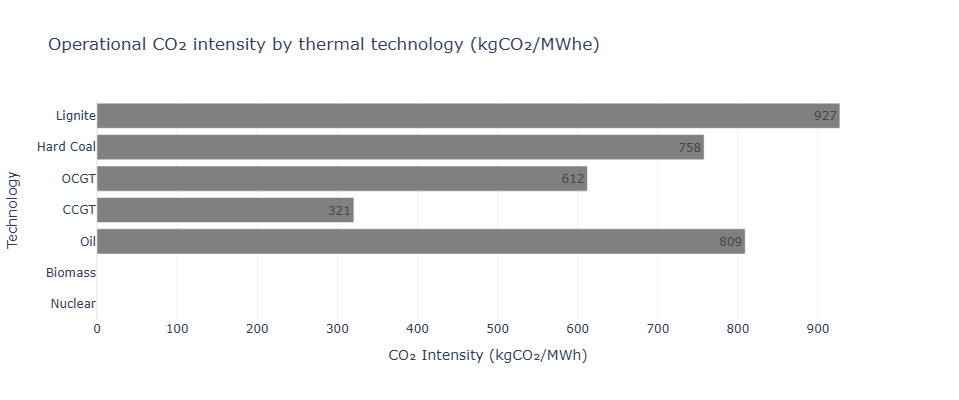 Operational CO₂ intensity by thermal technology (kgCO₂/MWhe)
Technology
Lignite 927
Hard Coal 758
OCGT 612
CCGT 321
Oil 809
Biomass
Nuclear
0 100 200 300 400 500 600 700 800 900
CO₂ Intensity (kgCO₂/MWh)